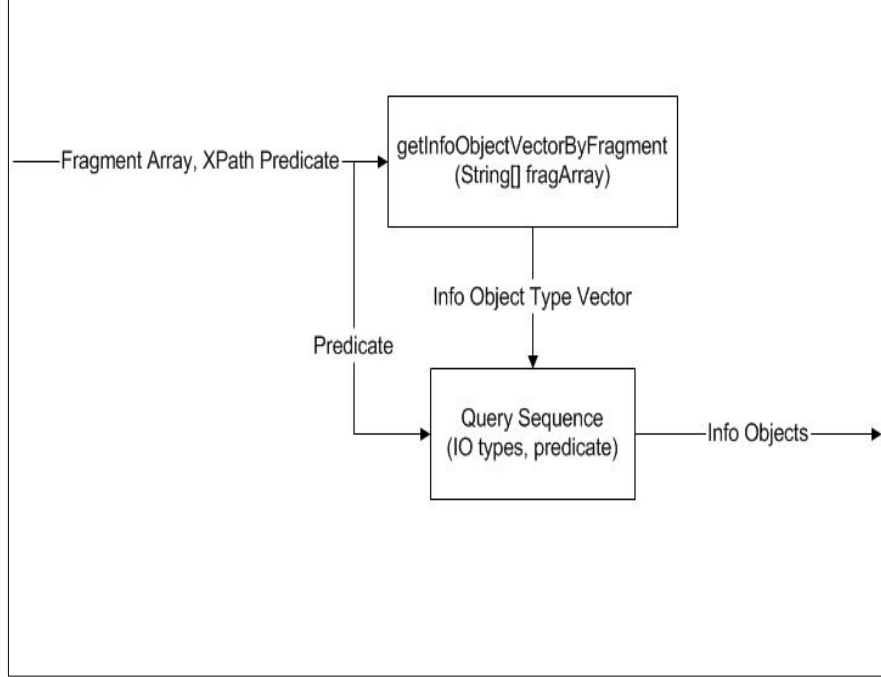 Fragment Array, XPath Predicate
getInfoObjectVectorByFragment
(String[] fragArray)
Info Object Type Vector
Predicate
Query Sequence
(IO types, predicate)
Info Objects